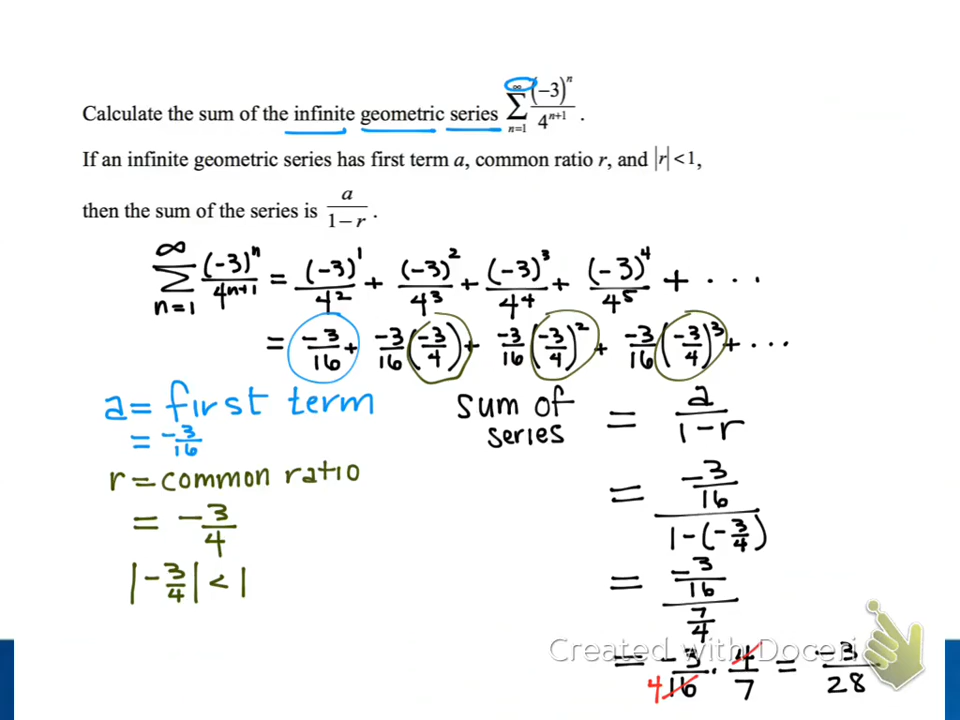 Calculate the sum of the infinite geometric series ∑_{n=1}^{∞} (-3)^n / 4^{n+1} .
If an infinite geometric series has first term a, common ratio r, and |r| < 1,
then the sum of the series is a / (1-r) .
∑_{n=1}^{∞} (-3)^n / 4^{n+1} = (-3)^1 / 4^2 + (-3)^2 / 4^3 + (-3)^3 / 4^4 + (-3)^4 / 4^5 + ...
= -3/16 + -3/16 (-3/4) + -3/16 (-3/4)^2 + -3/16 (-3/4)^3 + ...
a = first term
= -3/16
r = common ratio
= -3/4
|-3/4| < 1
sum of series = a / (1-r)
= (-3/16) / (1-(-3/4))
= (-3/16) / (7/4)
= -3/16 · 4/7 = -3/28
4
Created with Doceri